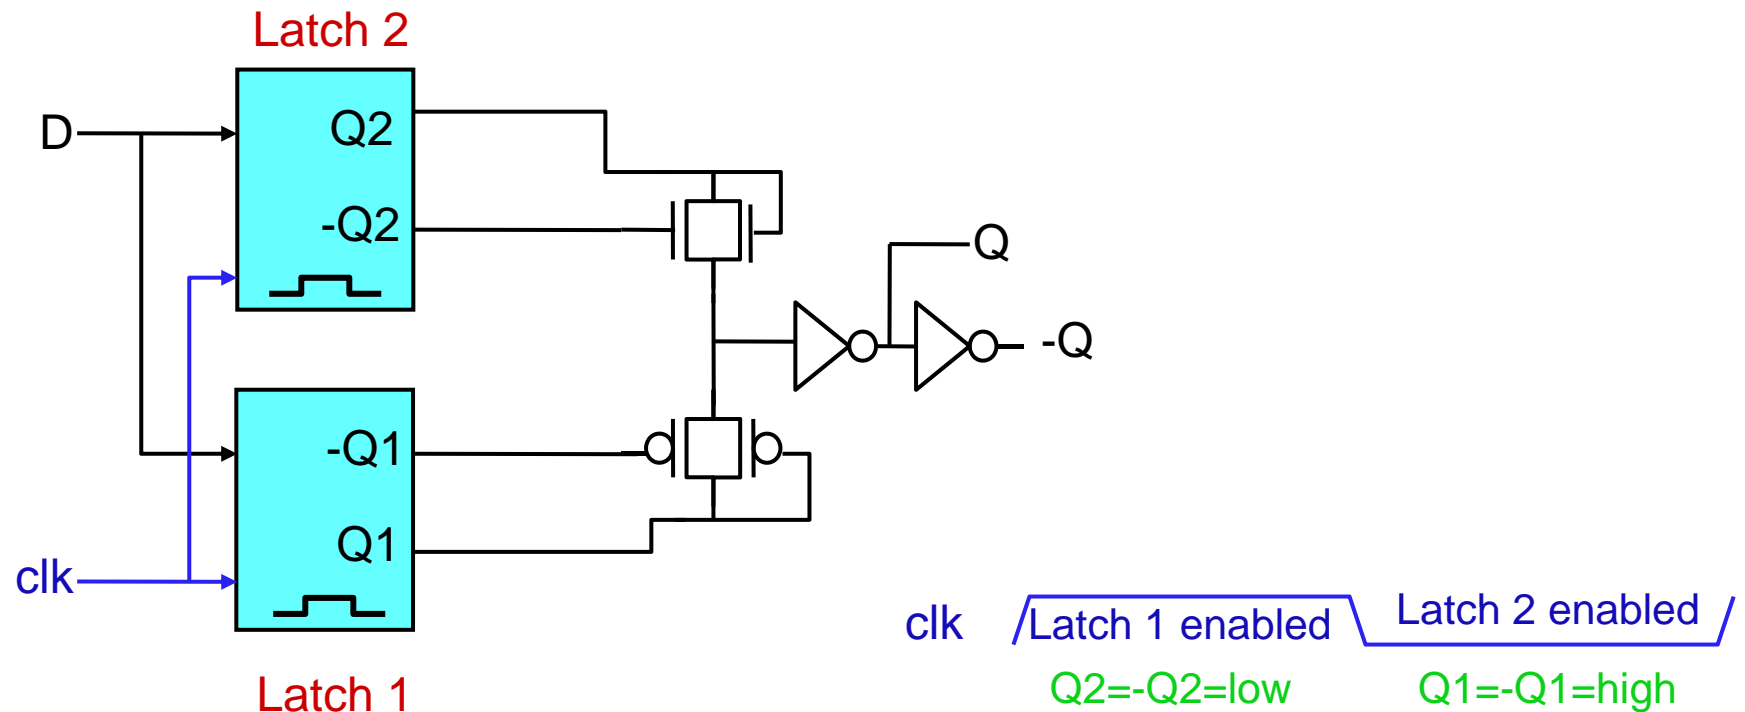 Latch 2
D
Q2
-Q2
Q
-Q
-Q1
Q1
clk
Latch 1
clk
Latch 1 enabled
Latch 2 enabled
Q2=-Q2=low
Q1=-Q1=high